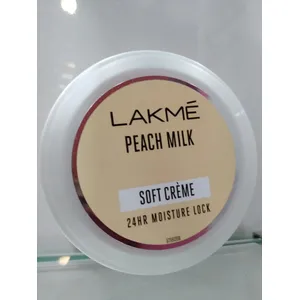 LAKMÉ
PEACH MILK
SOFT CRÈME
24HR MOISTURE LOCK